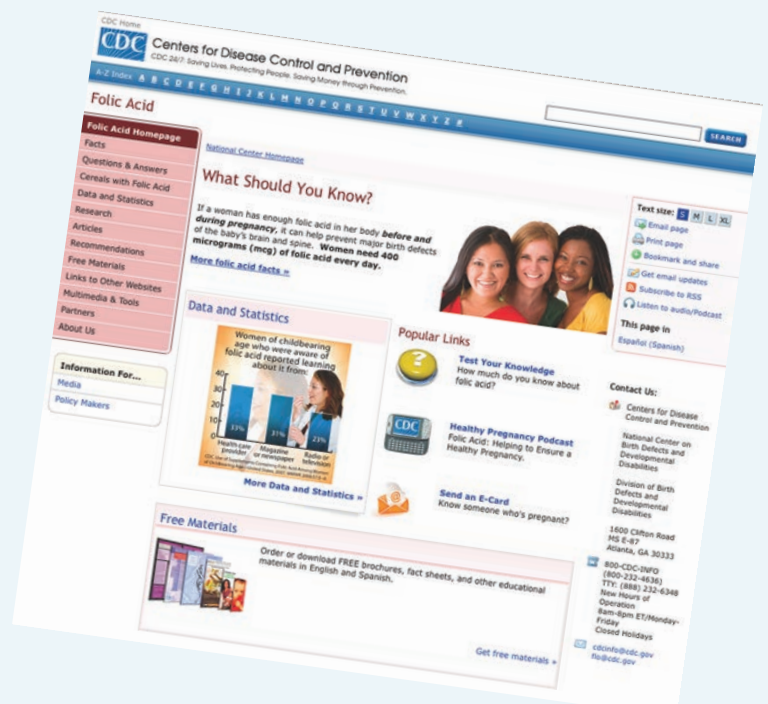 CDC Home
CDC
Centers for Disease Control and Prevention
CDC 24/7: Saving Lives. Protecting People. Saving Money through Prevention.
A-Z Index A B C D E F G H I J K L M N O P Q R S T U V W X Y Z #
SEARCH
Folic Acid
Folic Acid Homepage
Facts
Questions & Answers
Cereals with Folic Acid
Data and Statistics
Research
Articles
Recommendations
Free Materials
Links to Other Websites
Multimedia & Tools
Partners
About Us
Information For...
Media
Policy Makers
National Center Homepage
What Should You Know?
If a woman has enough folic acid in her body before and
during pregnancy, it can help prevent major birth defects
of the baby's brain and spine. Women need 400
micrograms (mcg) of folic acid every day.
More folic acid facts »
Data and Statistics
Women of childbearing
age who were aware of
folic acid reported learning
about it from:
40
30
20
10
0
33%
31%
23%
Health care
provider
Magazine
or newspaper
Radio or
television
More Data and Statistics »
Popular Links
Test Your Knowledge
How much do you know about
folic acid?
CDC
Healthy Pregnancy Podcast
Folic Acid: Helping to Ensure a
Healthy Pregnancy.
Send an E-Card
Know someone who's pregnant?
Free Materials
Order or download FREE brochures, fact sheets, and other educational
materials in English and Spanish.
Get free materials »
Text size: S M L XL
Email page
Print page
Bookmark and share
Get email updates
Subscribe to RSS
Listen to audio/Podcast
This page in
Español (Spanish)
Contact Us:
Centers for Disease
Control and Prevention
National Center on
Birth Defects and
Developmental
Disabilities
Division of Birth
Defects and
Developmental
Disabilities
1600 Clifton Road
MS E-87
Atlanta, GA 30333
800-CDC-INFO
(800-232-4636)
TTY: (888) 232-6348
New Hours of
Operation
8am-8pm ET/Monday-
Friday
Closed Holidays
cdcinfo@cdc.gov
flo@cdc.gov